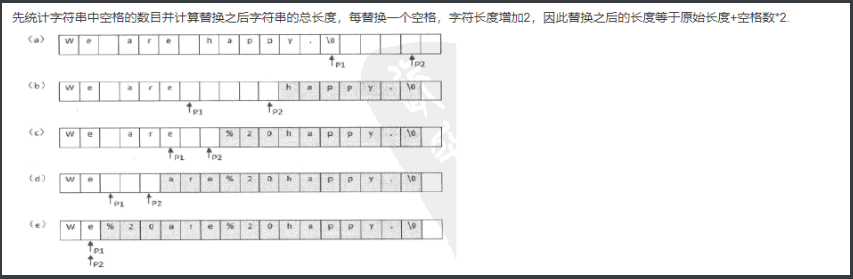 先统计字符串中空格的数目并计算替换之后字符串的总长度，每替换一个空格，字符长度增加2，因此替换之后的长度等于原始长度+空格数*2.
(a) W e a r e h a p p y . \0
P1 P2
(b) W e a r e h a p p y . \0
P1 P2
(c) W e a r e % 2 0 h a p p y . \0
P1 P2
(d) W e a r e % 2 0 h a p p y . \0
P1 P2
(e) W e % 2 0 a r e % 2 0 h a p p y . \0
P1
P2